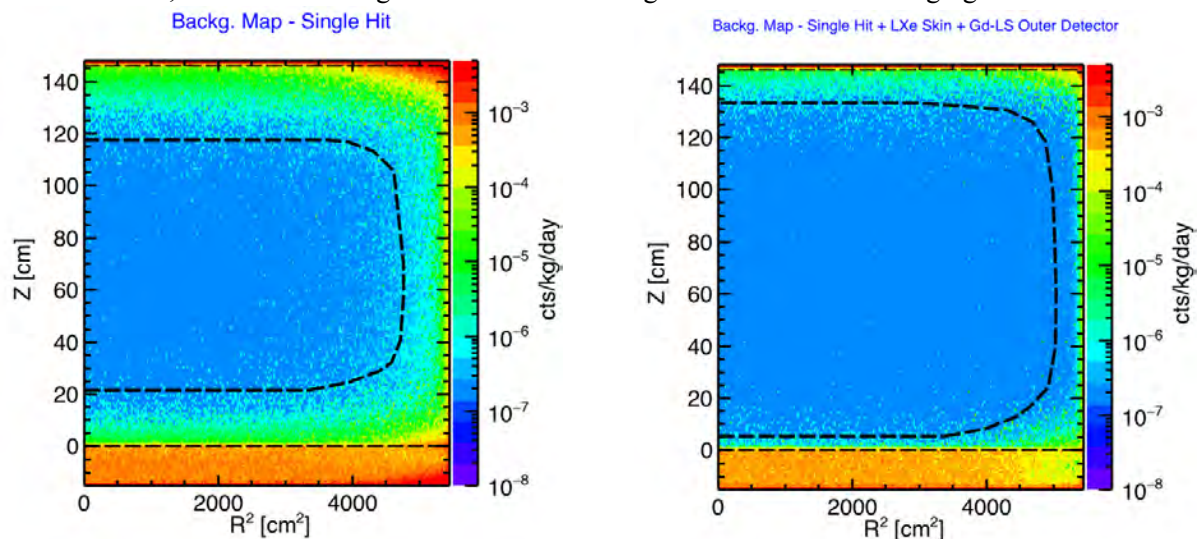 Backg. Map - Single Hit
140
120
100
80
60
40
20
0
Z [cm]
0 2000 4000
R² [cm²]
10⁻³
10⁻⁴
10⁻⁵
10⁻⁶
10⁻⁷
10⁻⁸
cts/kg/day
Backg. Map - Single Hit + LXe Skin + Gd-LS Outer Detector
140
120
100
80
60
40
20
0
Z [cm]
0 2000 4000
R² [cm²]
10⁻³
10⁻⁴
10⁻⁵
10⁻⁶
10⁻⁷
10⁻⁸
cts/kg/day